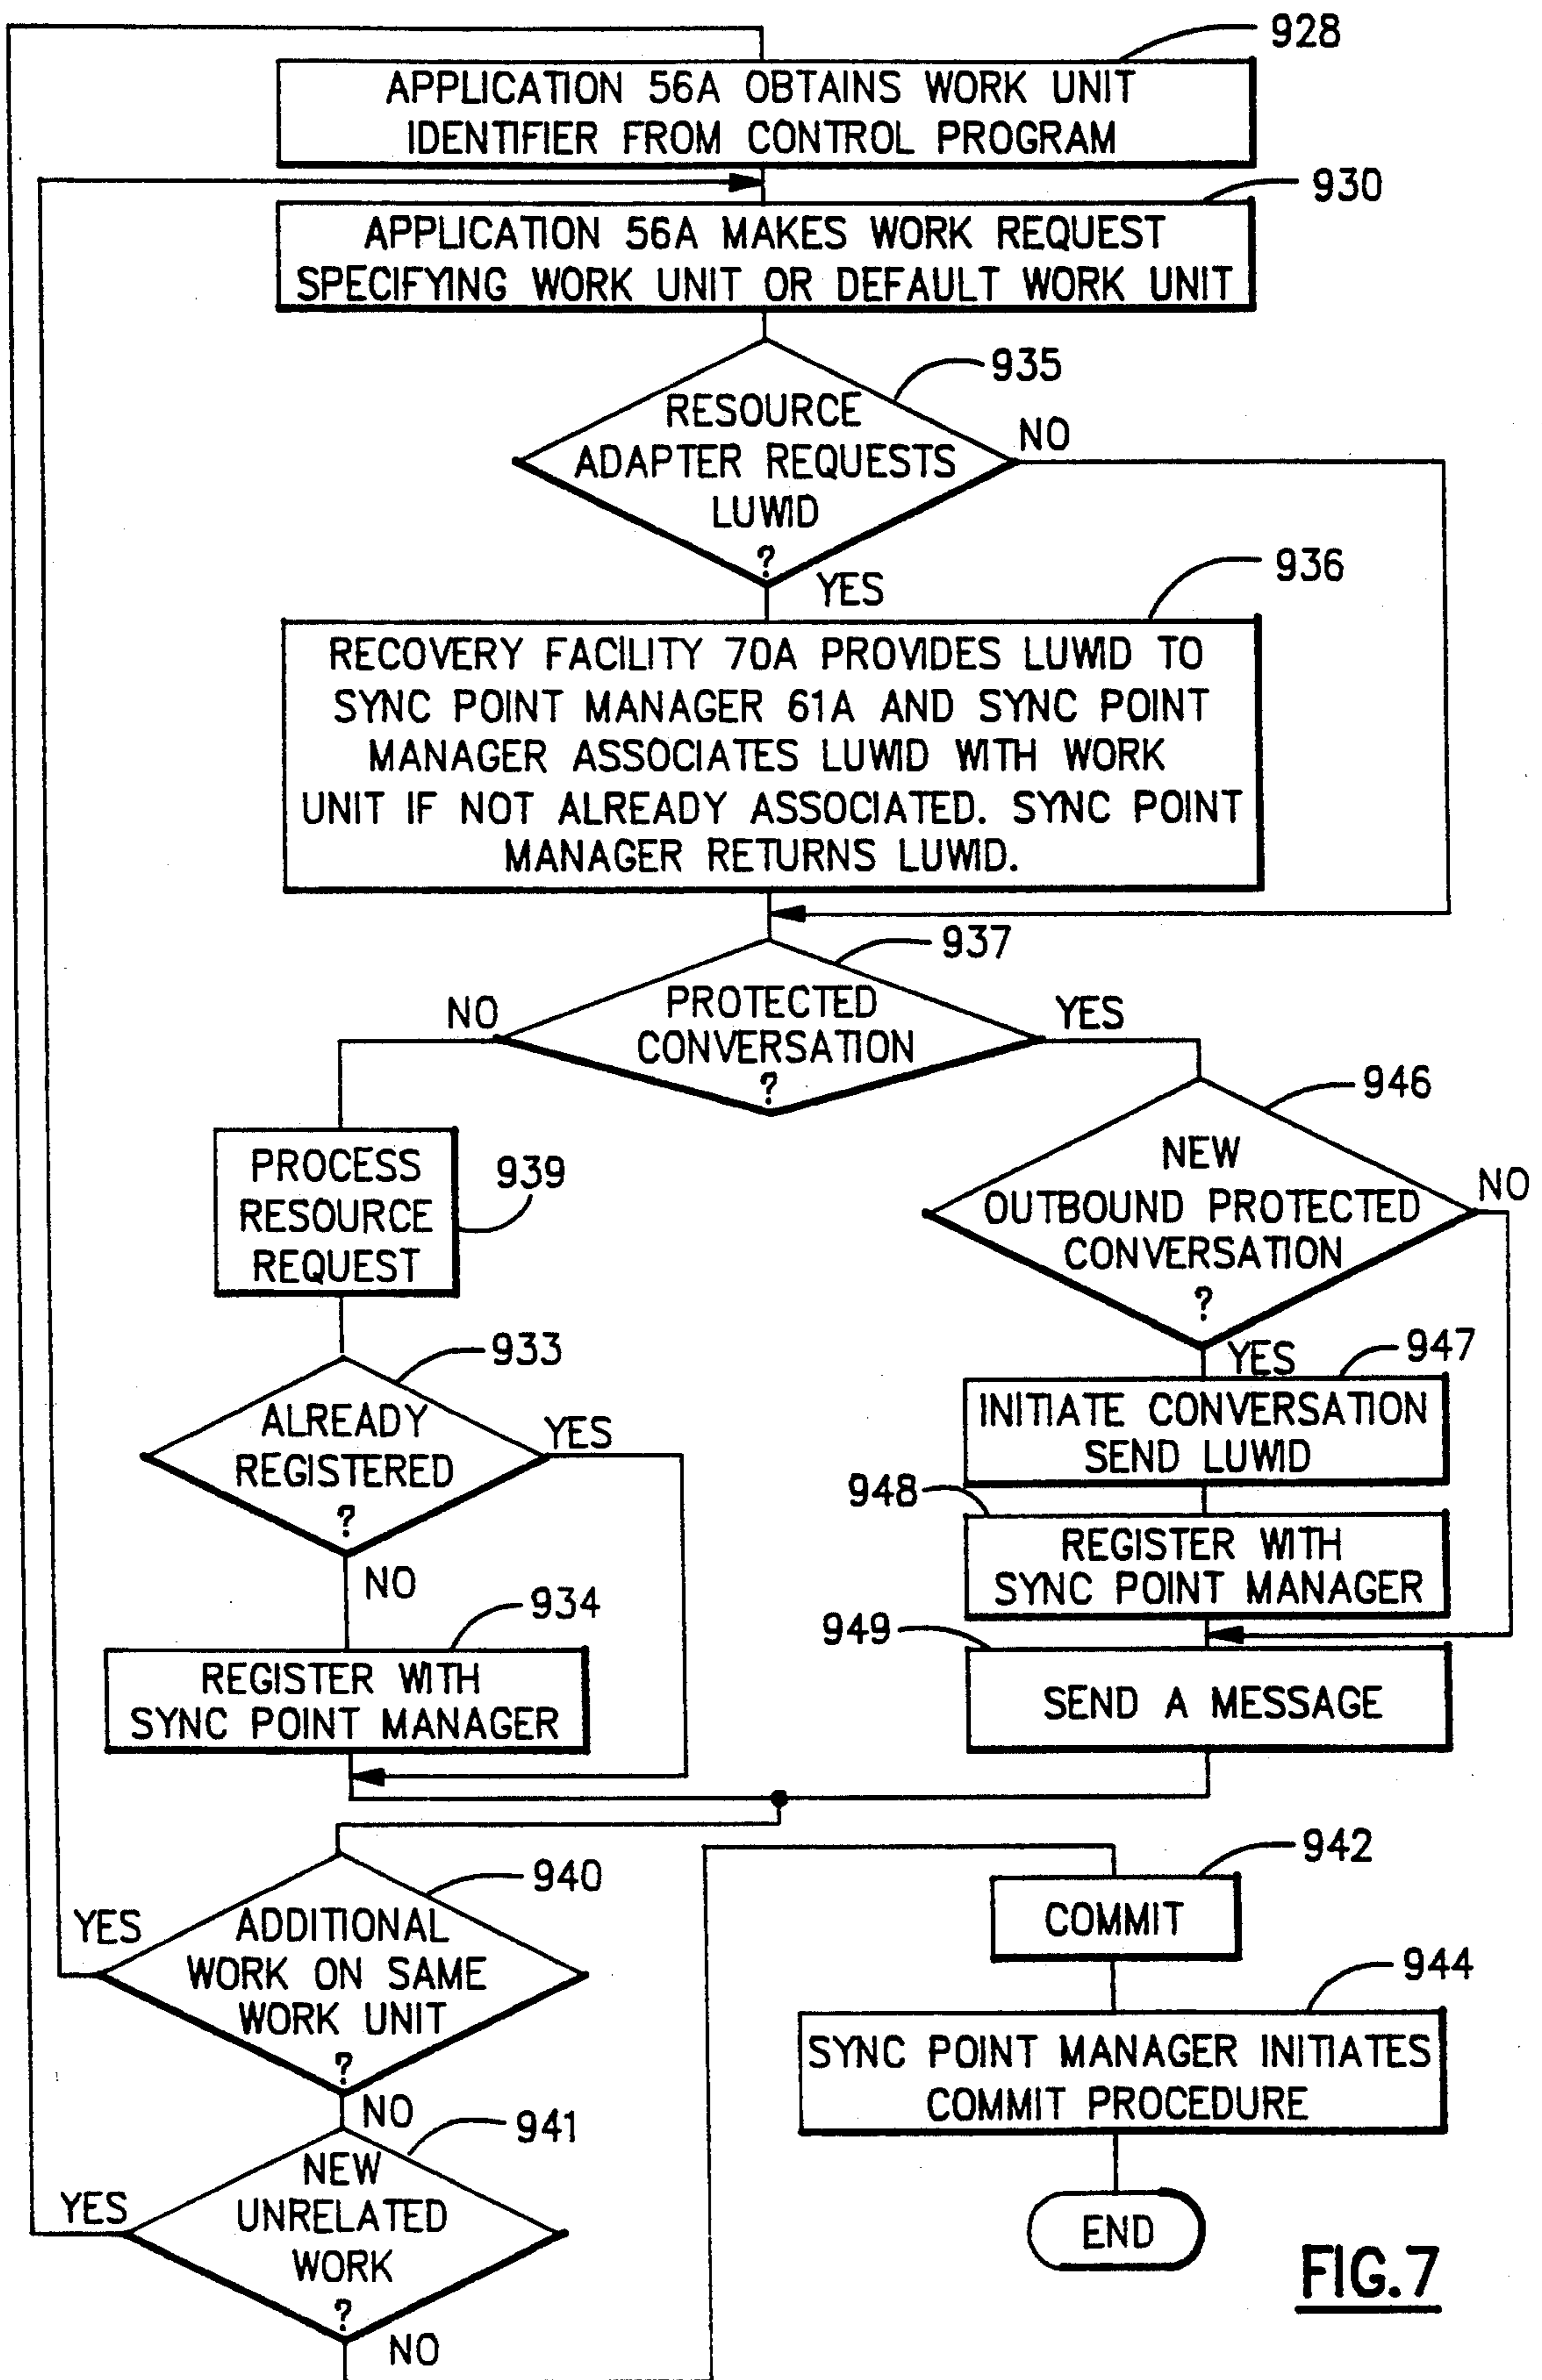 928
APPLICATION 56A OBTAINS WORK UNIT
IDENTIFIER FROM CONTROL PROGRAM
930
APPLICATION 56A MAKES WORK REQUEST
SPECIFYING WORK UNIT OR DEFAULT WORK UNIT
935
RESOURCE
ADAPTER REQUESTS
LUWID
?
NO
YES
936
RECOVERY FACILITY 70A PROVIDES LUWID TO
SYNC POINT MANAGER 61A AND SYNC POINT
MANAGER ASSOCIATES LUWID WITH WORK
UNIT IF NOT ALREADY ASSOCIATED. SYNC POINT
MANAGER RETURNS LUWID.
937
PROTECTED
CONVERSATION
?
NO
YES
946
NEW
OUTBOUND PROTECTED
CONVERSATION
?
NO
YES
PROCESS
RESOURCE
REQUEST
939
933
ALREADY
REGISTERED
?
YES
NO
947
INITIATE CONVERSATION
SEND LUWID
948
REGISTER WITH
SYNC POINT MANAGER
934
REGISTER WITH
SYNC POINT MANAGER
949
SEND A MESSAGE
940
ADDITIONAL
WORK ON SAME
WORK UNIT
?
YES
NO
942
COMMIT
944
SYNC POINT MANAGER INITIATES
COMMIT PROCEDURE
941
NEW
UNRELATED
WORK
?
YES
NO
END
FIG.7